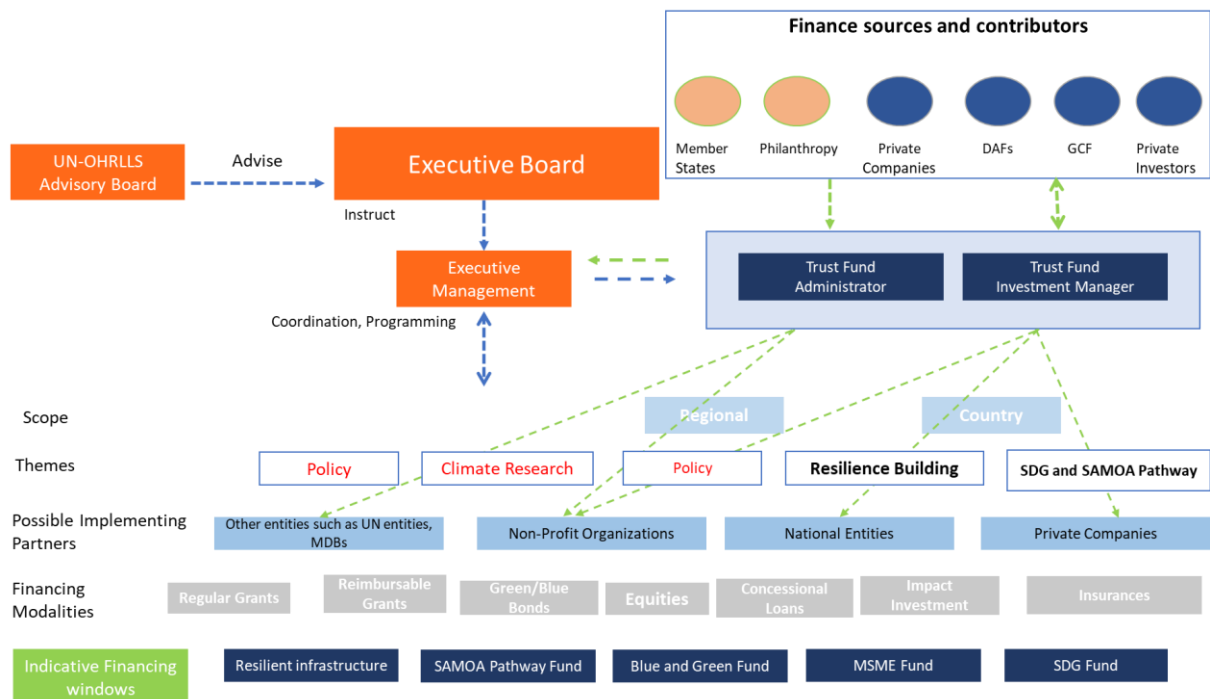 Finance sources and contributors
Member
States
Philanthropy
Private
Companies
DAFs
GCF
Private
Investors
UN-OHRLLS
Advisory Board
Advise
Executive Board
Instruct
Executive
Management
Trust Fund
Administrator
Trust Fund
Investment Manager
Coordination, Programming
Scope
Regional
Country
Themes
Policy
Climate Research
Policy
Resilience Building
SDG and SAMOA Pathway
Possible Implementing
Partners
Other entities such as UN entities,
MDBs
Non-Profit Organizations
National Entities
Private Companies
Financing
Modalities
Regular Grants
Reimbursable
Grants
Green/Blue
Bonds
Equities
Concessional
Loans
Impact
Investment
Insurances
Indicative Financing
windows
Resilient infrastructure
SAMOA Pathway Fund
Blue and Green Fund
MSME Fund
SDG Fund